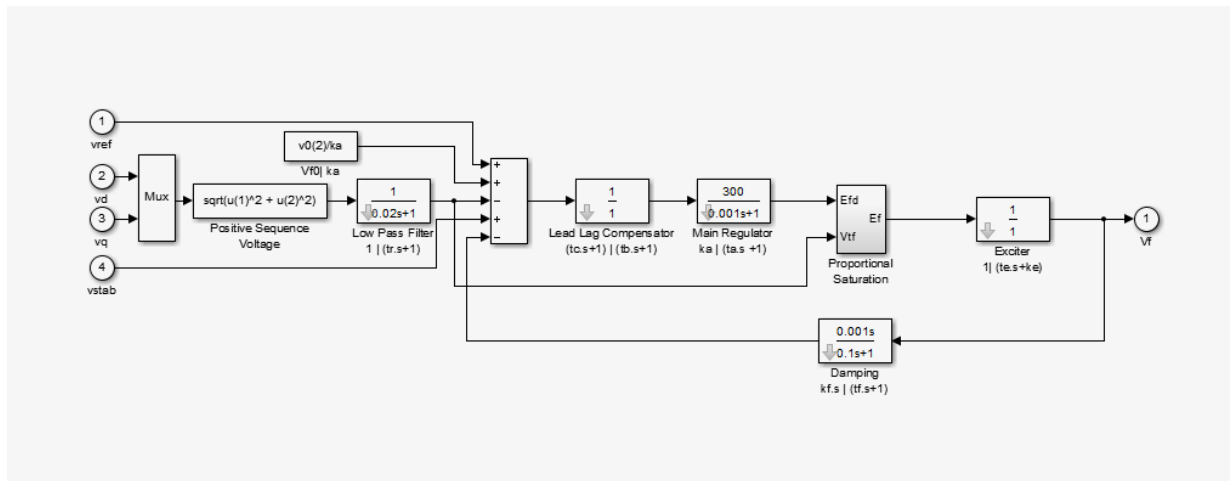 1
vref
2
vd
3
vq
4
vstab
Mux
sqrt(u(1)^2 + u(2)^2)
Positive Sequence
Voltage
v0(2)/ka
Vf0| ka
1
0.02s+1
Low Pass Filter
1 | (tr.s+1)
+
+
−
+
−
1
1
Lead Lag Compensator
(tc.s+1) | (tb.s+1)
300
0.001s+1
Main Regulator
ka | (ta.s +1)
Efd
Ef
Vtf
Proportional
Saturation
1
1
Exciter
1| (te.s+ke)
1
Vf
0.001s
0.1s+1
Damping
kf.s | (tf.s+1)